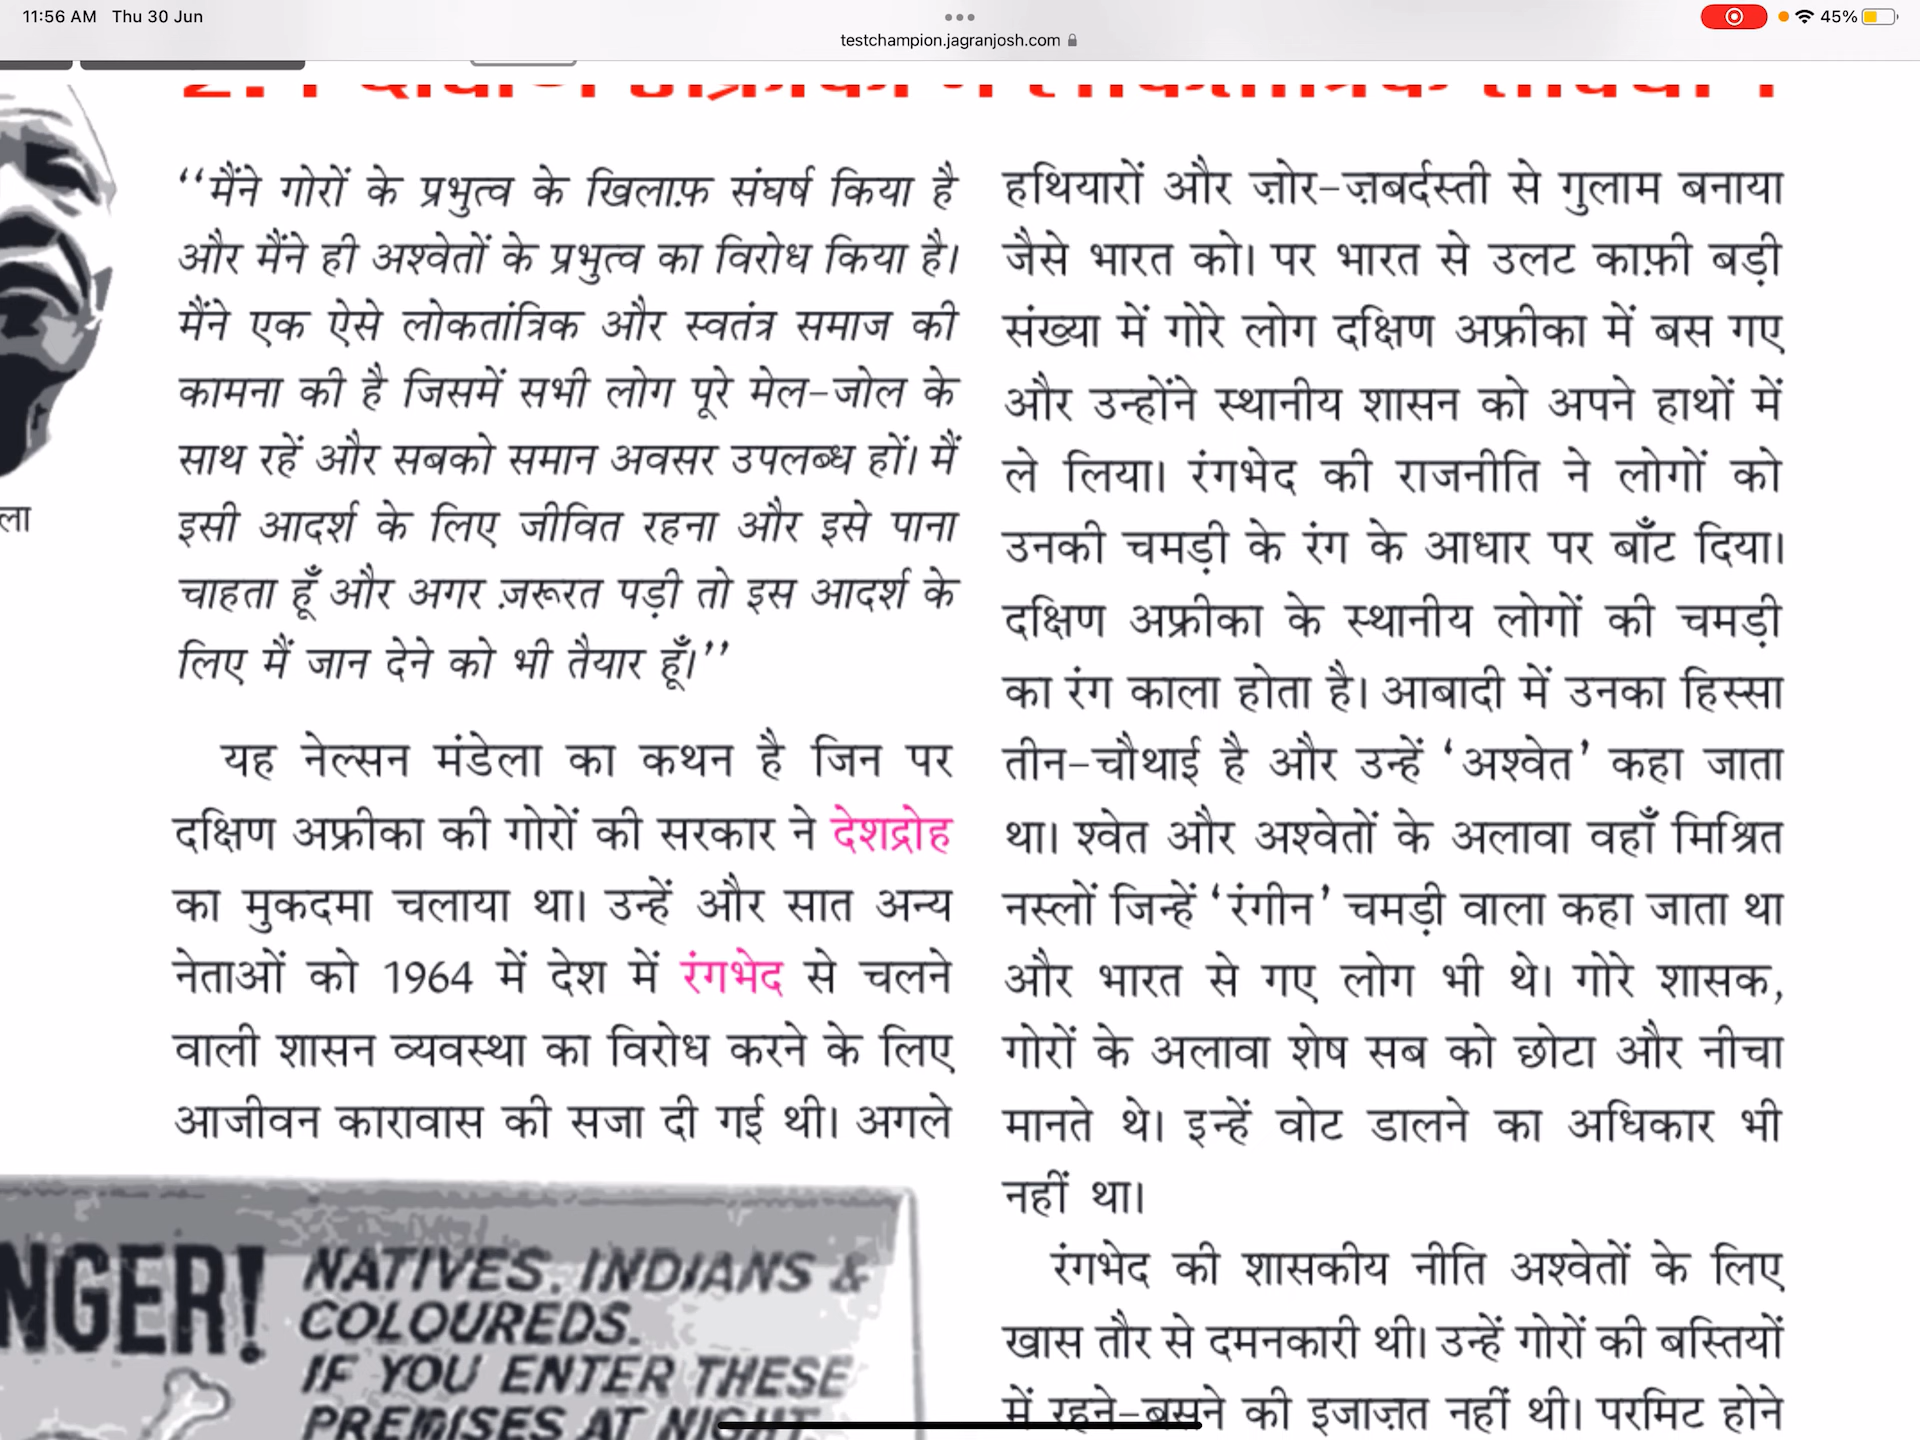 11:56 AM Thu 30 Jun
testchampion.jagranjosh.com
45%
ला
‘‘मैंने गोरों के प्रभुत्व के खिलाफ़ संघर्ष किया है
और मैंने ही अश्वेतों के प्रभुत्व का विरोध किया है।
मैंने एक ऐसे लोकतांत्रिक और स्वतंत्र समाज की
कामना की है जिसमें सभी लोग पूरे मेल-जोल के
साथ रहें और सबको समान अवसर उपलब्ध हों। मैं
इसी आदर्श के लिए जीवित रहना और इसे पाना
चाहता हूँ और अगर ज़रूरत पड़ी तो इस आदर्श के
लिए मैं जान देने को भी तैयार हूँ।’’
यह नेल्सन मंडेला का कथन है जिन पर
दक्षिण अफ्रीका की गोरों की सरकार ने देशद्रोह
का मुकदमा चलाया था। उन्हें और सात अन्य
नेताओं को 1964 में देश में रंगभेद से चलने
वाली शासन व्यवस्था का विरोध करने के लिए
आजीवन कारावास की सजा दी गई थी। अगले
NGER!
NATIVES, INDIANS &
COLOUREDS.
IF YOU ENTER THESE
PREMISES AT NIGHT
हथियारों और ज़ोर-ज़बर्दस्ती से गुलाम बनाया
जैसे भारत को। पर भारत से उलट काफ़ी बड़ी
संख्या में गोरे लोग दक्षिण अफ्रीका में बस गए
और उन्होंने स्थानीय शासन को अपने हाथों में
ले लिया। रंगभेद की राजनीति ने लोगों को
उनकी चमड़ी के रंग के आधार पर बाँट दिया।
दक्षिण अफ्रीका के स्थानीय लोगों की चमड़ी
का रंग काला होता है। आबादी में उनका हिस्सा
तीन-चौथाई है और उन्हें ‘अश्वेत’ कहा जाता
था। श्वेत और अश्वेतों के अलावा वहाँ मिश्रित
नस्लों जिन्हें ‘रंगीन’ चमड़ी वाला कहा जाता था
और भारत से गए लोग भी थे। गोरे शासक,
गोरों के अलावा शेष सब को छोटा और नीचा
मानते थे। इन्हें वोट डालने का अधिकार भी
नहीं था।
रंगभेद की शासकीय नीति अश्वेतों के लिए
खास तौर से दमनकारी थी। उन्हें गोरों की बस्तियों
में रहने-बसने की इजाज़त नहीं थी। परमिट होने